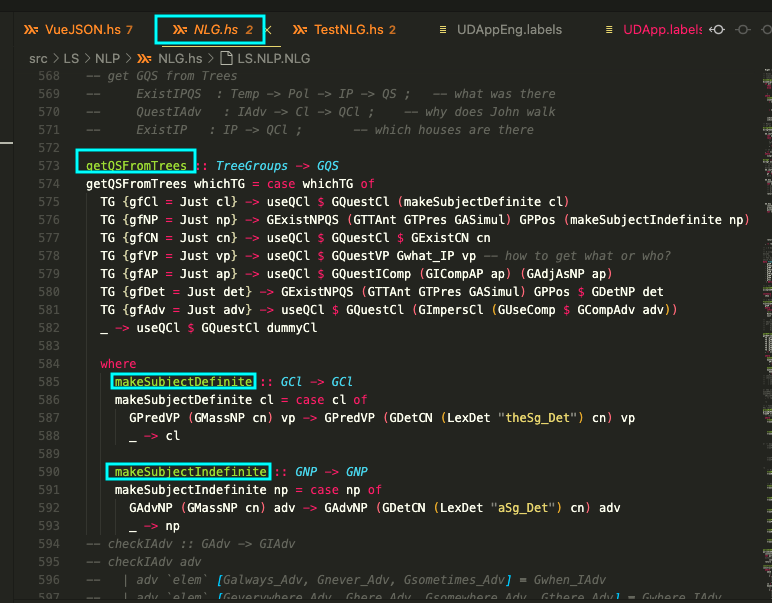 VueJSON.hs 7 NLG.hs 2 × TestNLG.hs 2 UDAppEng.labels UDApp.labels
src > LS > NLP > NLG.hs > LS.NLP.NLG
568 -- get GQS from Trees
569 -- ExistIPQS : Temp -> Pol -> IP -> QS ; -- what was there
570 -- QuestIAdv : IAdv -> Cl -> QCl ; -- why does John walk
571 -- ExistIP : IP -> QCl ; -- which houses are there
572
573 getQSFromTrees :: TreeGroups -> GQS
574 getQSFromTrees whichTG = case whichTG of
575 TG {gfCl = Just cl} -> useQCl $ GQuestCl (makeSubjectDefinite cl)
576 TG {gfNP = Just np} -> GExistNPQS (GTTAnt GTPres GASimul) GPPos (makeSubjectIndefinite np)
577 TG {gfCN = Just cn} -> useQCl $ GQuestCl $ GExistCN cn
578 TG {gfVP = Just vp} -> useQCl $ GQuestVP Gwhat_IP vp -- how to get what or who?
579 TG {gfAP = Just ap} -> useQCl $ GQuestIComp (GICompAP ap) (GAdjAsNP ap)
580 TG {gfDet = Just det} -> GExistNPQS (GTTAnt GTPres GASimul) GPPos $ GDetNP det
581 TG {gfAdv = Just adv} -> useQCl $ GQuestCl (GImpersCl (GUseComp $ GCompAdv adv))
582 _ -> useQCl $ GQuestCl dummyCl
583
584 where
585 makeSubjectDefinite :: GCl -> GCl
586 makeSubjectDefinite cl = case cl of
587 GPredVP (GMassNP cn) vp -> GPredVP (GDetCN (LexDet "theSg_Det") cn) vp
588 _ -> cl
589
590 makeSubjectIndefinite :: GNP -> GNP
591 makeSubjectIndefinite np = case np of
592 GAdvNP (GMassNP cn) adv -> GAdvNP (GDetCN (LexDet "aSg_Det") cn) adv
593 _ -> np
594 -- checkIAdv :: GAdv -> GIAdv
595 -- checkIAdv adv
596 -- | adv `elem` [Galways_Adv, Gnever_Adv, Gsometimes_Adv] = Gwhen_IAdv
597 -- | adv `elem` [Geverywhere_Adv, Ghere_Adv, Gsomewhere_Adv, Gthere_Adv] = Gwhere_IAdv